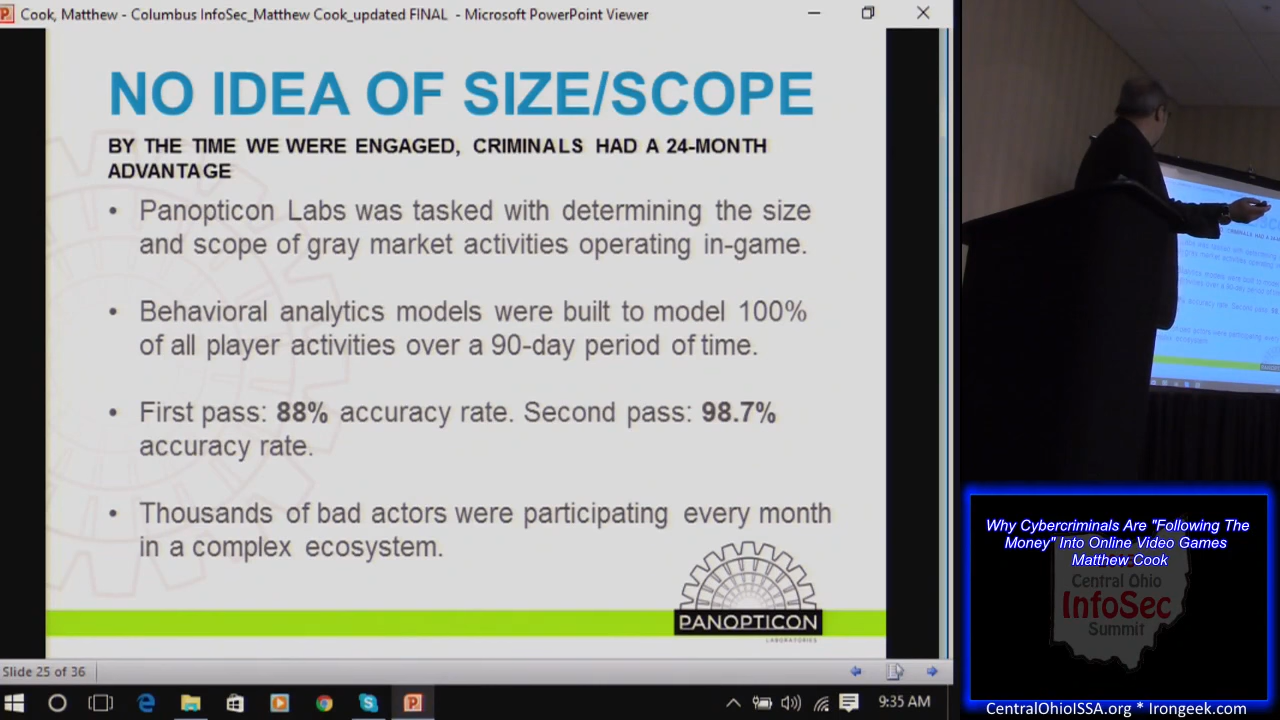 Cook, Matthew - Columbus InfoSec_Matthew Cook_updated FINAL - Microsoft PowerPoint Viewer
NO IDEA OF SIZE/SCOPE
BY THE TIME WE WERE ENGAGED, CRIMINALS HAD A 24-MONTH
ADVANTAGE
• Panopticon Labs was tasked with determining the size
and scope of gray market activities operating in-game.
• Behavioral analytics models were built to model 100%
of all player activities over a 90-day period of time.
• First pass: 88% accuracy rate. Second pass: 98.7%
accuracy rate.
• Thousands of bad actors were participating every month
in a complex ecosystem.
PANOPTICON
LABORATORIES
Slide 25 of 36
9:35 AM
Why Cybercriminals Are "Following The
Money" Into Online Video Games
Matthew Cook
Central Ohio
InfoSec
Summit
CentralOhioISSA.org * Irongeek.com